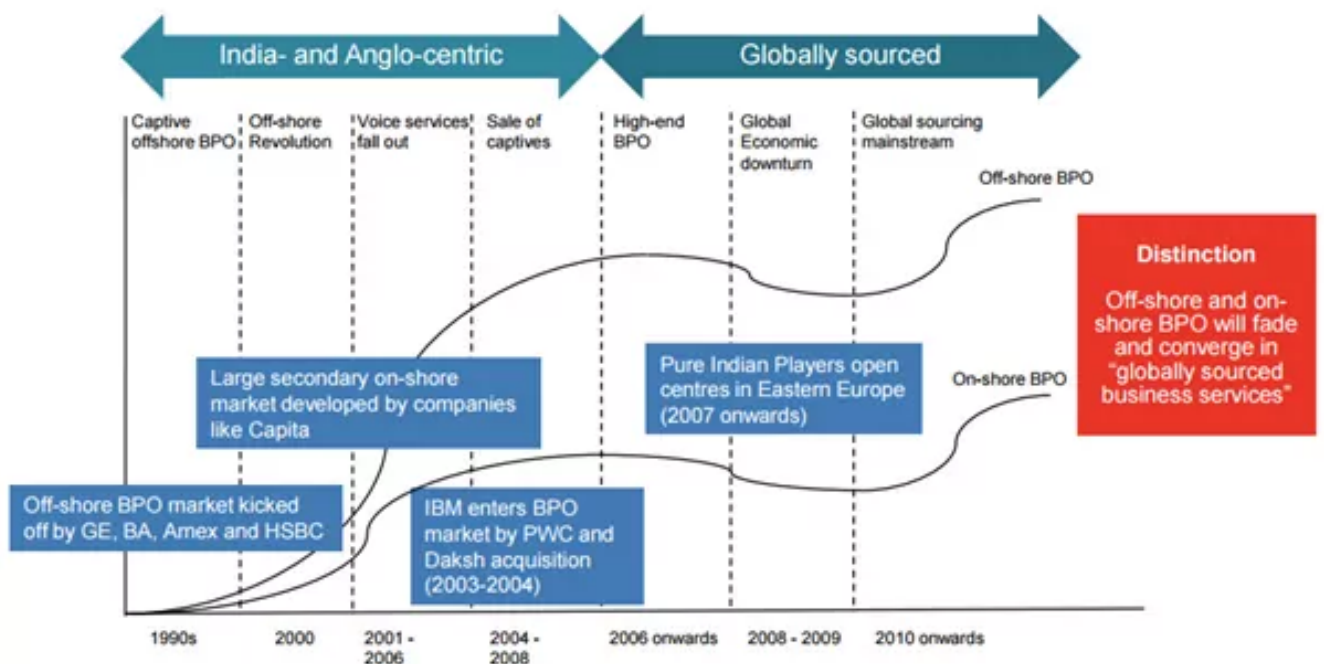 India- and Anglo-centric
Globally sourced
Captive
offshore BPO
Off-shore
Revolution
Voice services
fall out
Sale of
captives
High-end
BPO
Global
Economic
downturn
Global sourcing
mainstream
Off-shore BPO
Distinction
Off-shore and on-
shore BPO will fade
and converge in
“globally sourced
business services”
Large secondary on-shore
market developed by companies
like Capita
Pure Indian Players open
centres in Eastern Europe
(2007 onwards)
On-shore BPO
Off-shore BPO market kicked
off by GE, BA, Amex and HSBC
IBM enters BPO
market by PWC and
Daksh acquisition
(2003-2004)
1990s
2000
2001 -
2006
2004 -
2008
2006 onwards
2008 - 2009
2010 onwards